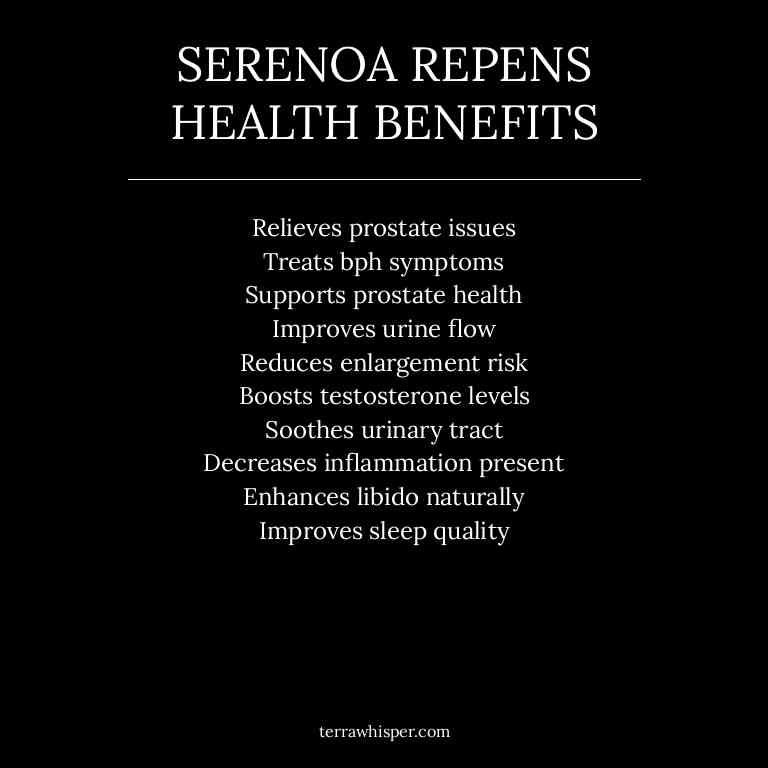 SERENOA REPENS
HEALTH BENEFITS
Relieves prostate issues
Treats bph symptoms
Supports prostate health
Improves urine flow
Reduces enlargement risk
Boosts testosterone levels
Soothes urinary tract
Decreases inflammation present
Enhances libido naturally
Improves sleep quality
terrawhisper.com